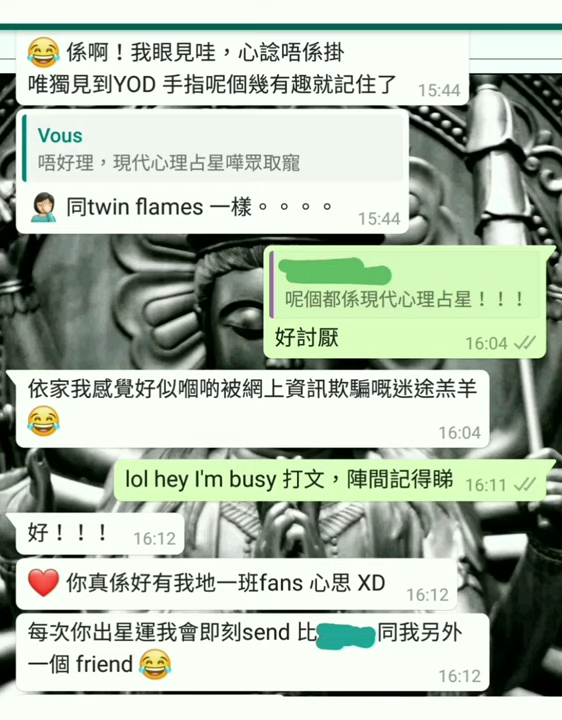 😂 係啊！我眼見哇，心諗唔係掛
唯獨見到YOD 手指呢個幾有趣就記住了 15:44
Vous
唔好理，現代心理占星嘩眾取寵
🤦🏻‍♀️ 同twin flames 一樣。。。。 15:44
呢個都係現代心理占星！！！
好討厭 16:04
依家我感覺好似嗰啲被網上資訊欺騙嘅迷途羔羊
😂 16:04
lol hey I'm busy 打文，陣間記得睇 16:11
好！！！ 16:12
❤️ 你真係好有我地一班fans 心思 XD 16:12
每次你出星運我會即刻send 比 同我另外
一個 friend 😂 16:12